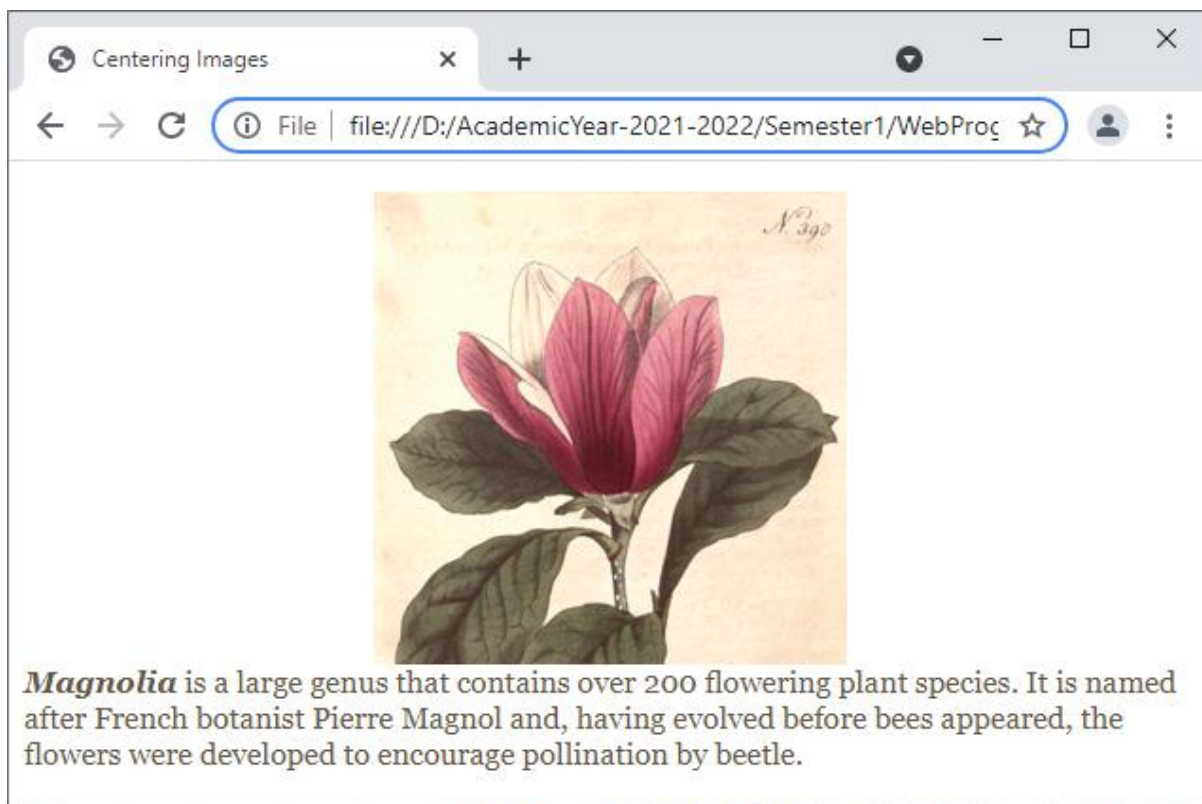 Centering Images
File
file:///D:/AcademicYear-2021-2022/Semester1/WebProg
N. 390
Magnolia is a large genus that contains over 200 flowering plant species. It is named
after French botanist Pierre Magnol and, having evolved before bees appeared, the
flowers were developed to encourage pollination by beetle.